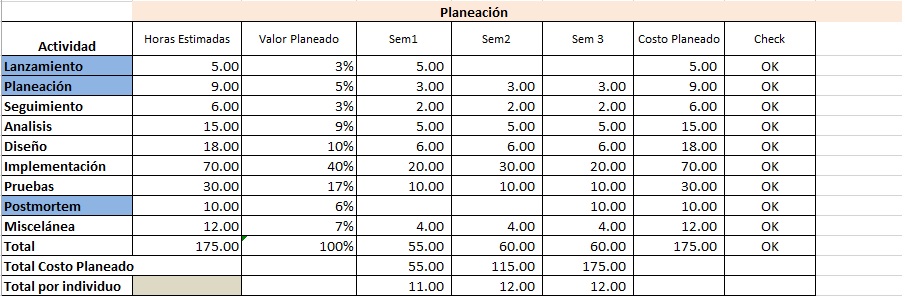 Planeación
Actividad Horas Estimadas Valor Planeado Sem1 Sem2 Sem 3 Costo Planeado Check
Lanzamiento 5.00 3% 5.00 5.00 OK
Planeación 9.00 5% 3.00 3.00 3.00 9.00 OK
Seguimiento 6.00 3% 2.00 2.00 2.00 6.00 OK
Analisis 15.00 9% 5.00 5.00 5.00 15.00 OK
Diseño 18.00 10% 6.00 6.00 6.00 18.00 OK
Implementación 70.00 40% 20.00 30.00 20.00 70.00 OK
Pruebas 30.00 17% 10.00 10.00 10.00 30.00 OK
Postmortem 10.00 6% 10.00 10.00 OK
Miscelánea 12.00 7% 4.00 4.00 4.00 12.00 OK
Total 175.00 100% 55.00 60.00 60.00 175.00 OK
Total Costo Planeado 55.00 115.00 175.00
Total por individuo 11.00 12.00 12.00